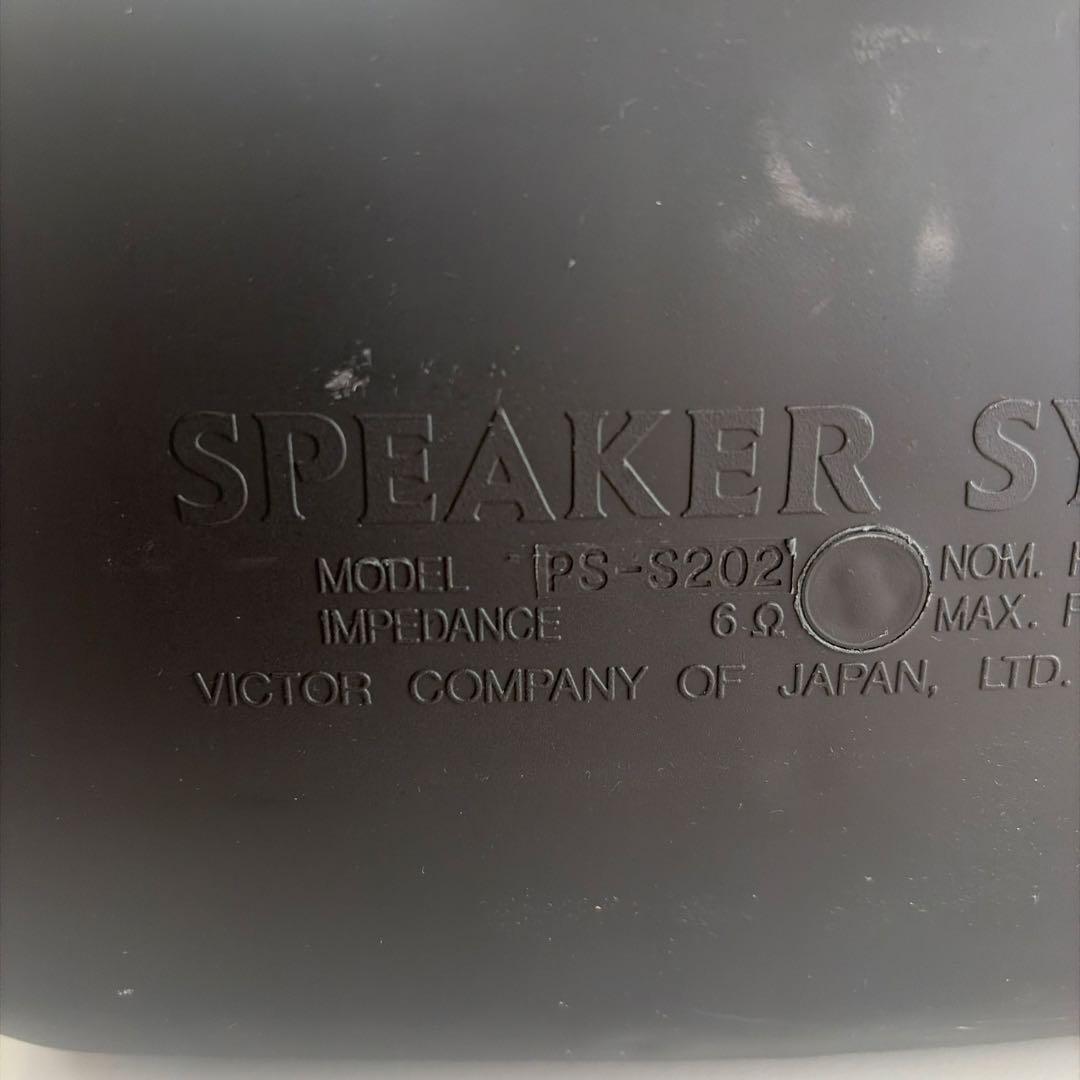 SPEAKER SY
MODEL PS-S202 NOM.
IMPEDANCE 6Ω MAX.
VICTOR COMPANY OF JAPAN, LTD.